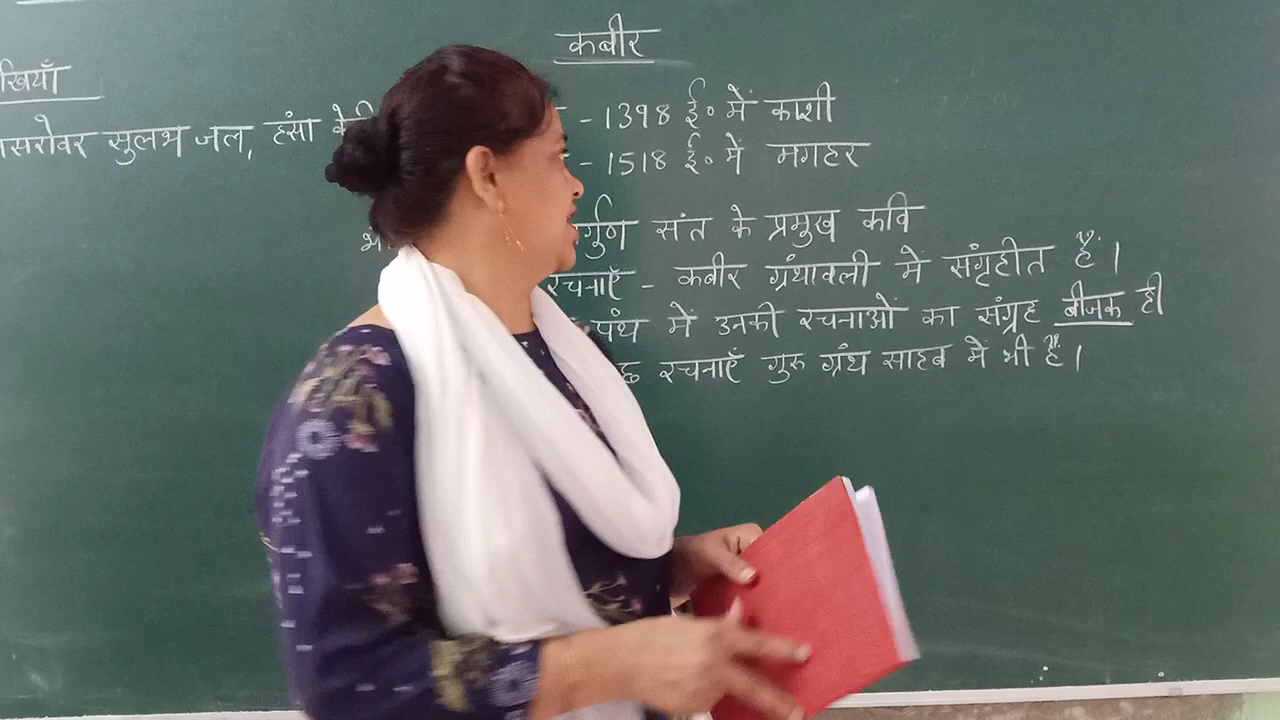 कबीर
खियाँ
सरोवर सुलभ जल, हंसा
- 1398 ई० में काशी
- 1518 ई० में मगहर
र्गुण संत के प्रमुख कवि
रचनाएँ - कबीर ग्रंथावली में संगृहीत हैं।
पंथ में उनकी रचनाओं का संग्रह बीजक ही
रचनाएँ गुरु ग्रंथ साहब में भी हैं।